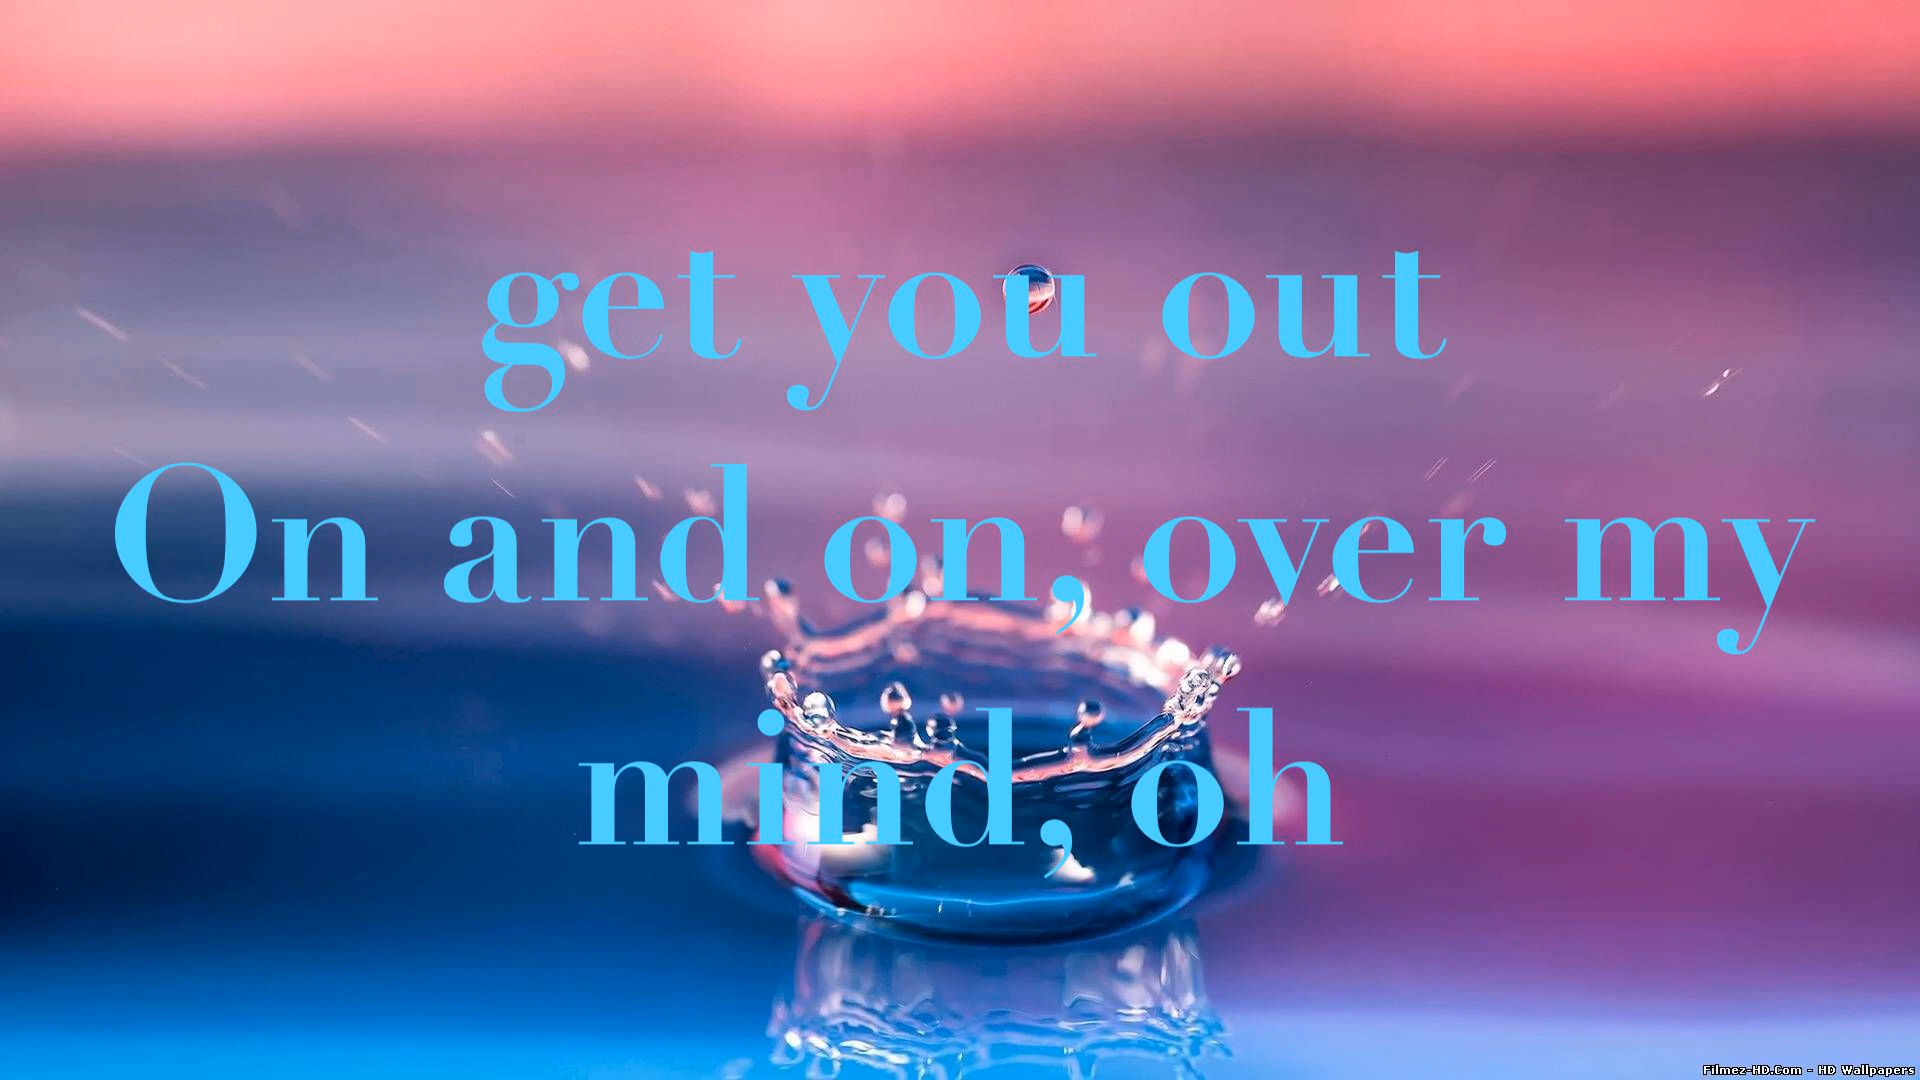 get you out
On and on, over my
mind, oh
Filmez-HD.Com - HD Wallpapers